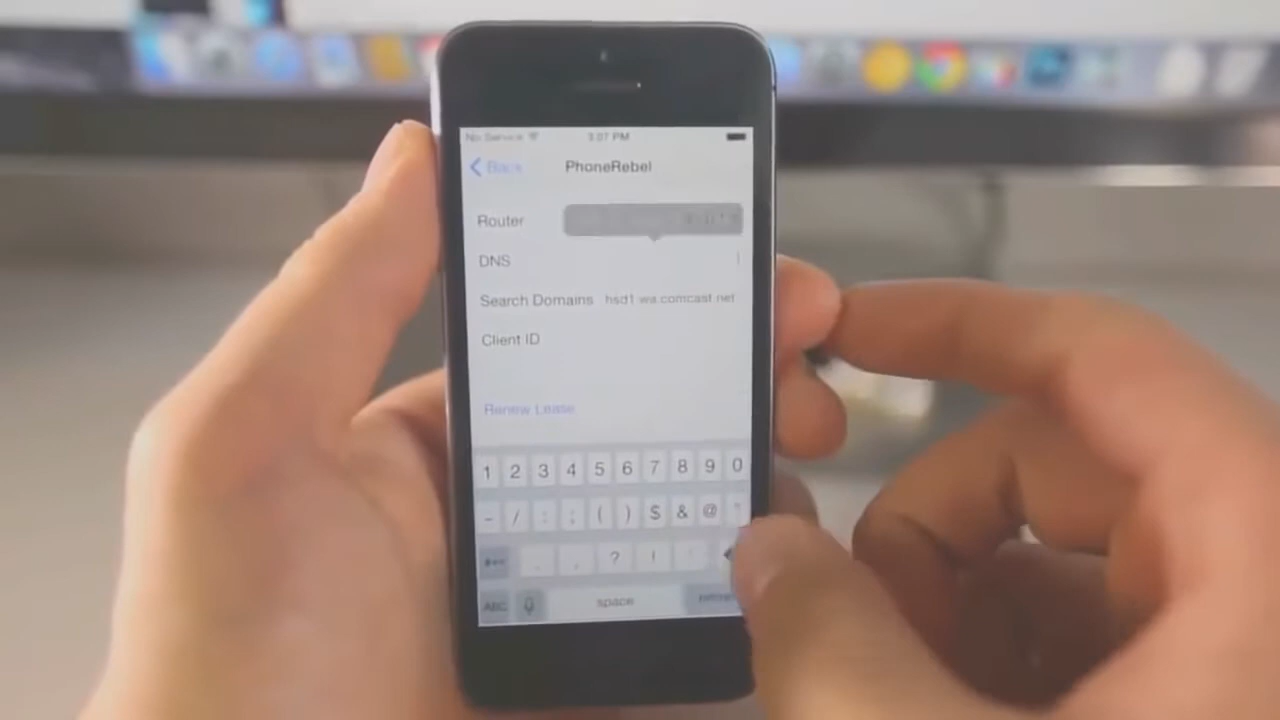 No Service 3:07 PM
Back PhoneRebel
Router
DNS
Search Domains hsd1.wa.comcast.net
Client ID
Renew Lease
1 2 3 4 5 6 7 8 9 0
- / : ; ( ) $ & @ "
#+= . , ? ! '
ABC space return